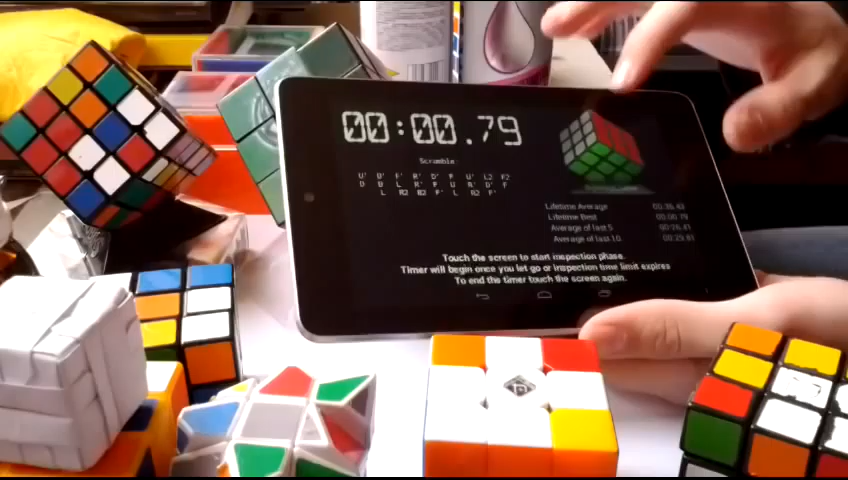 00:00.79
Scramble:
Lifetime Average 00:36.43
Lifetime Best 00:00.79
Average of last 5 00:26.41
Average of last 10 00:29.81
Touch the screen to start inspection phase.
Timer will begin once you let go or inspection time limit expires
To end the timer touch the screen again.